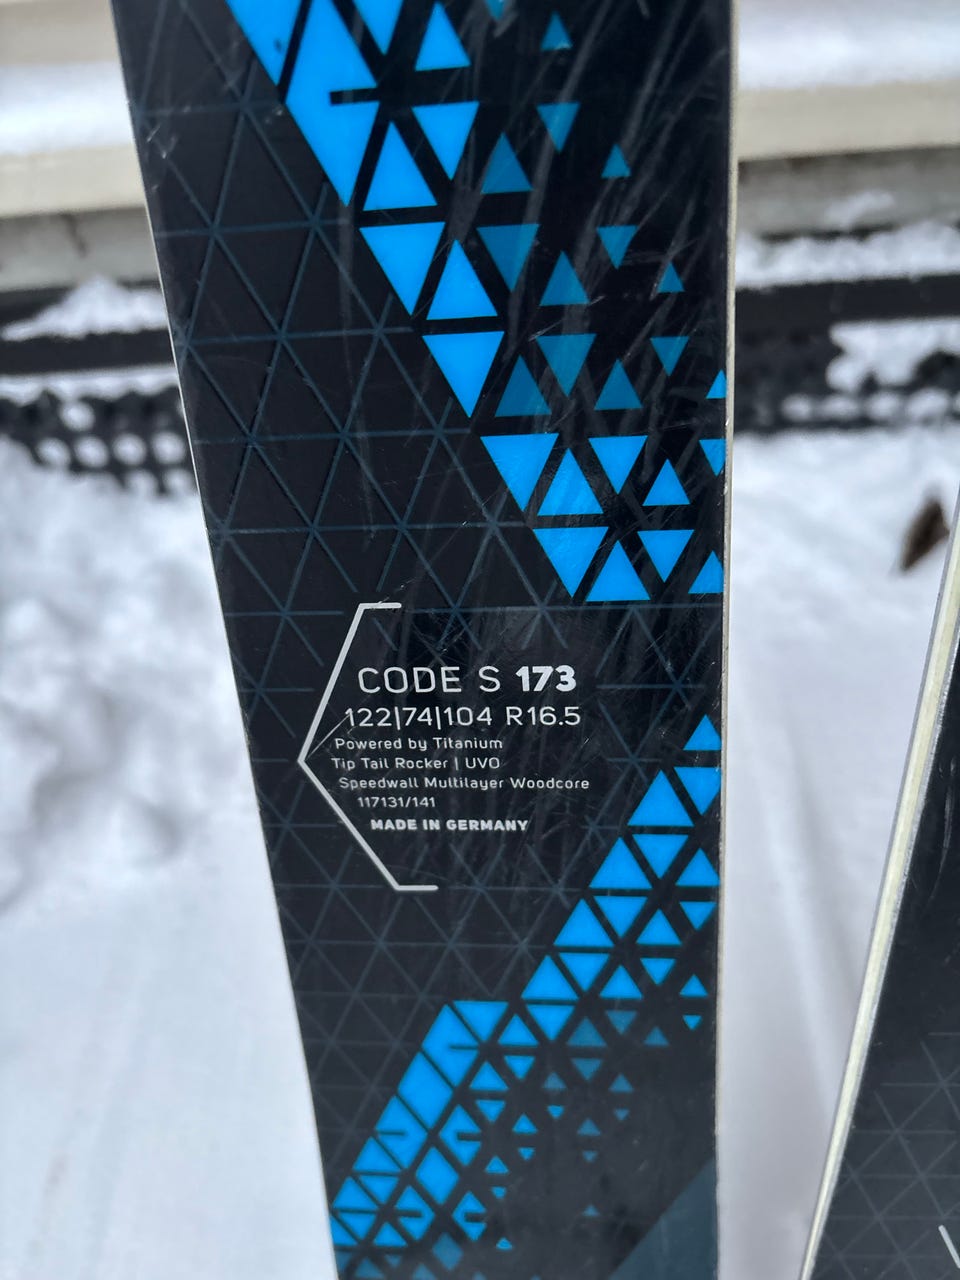 CODE S 173
122|74|104 R16.5
Powered by Titanium
Tip Tail Rocker | UVO
Speedwall Multilayer Woodcore
117131/141
MADE IN GERMANY